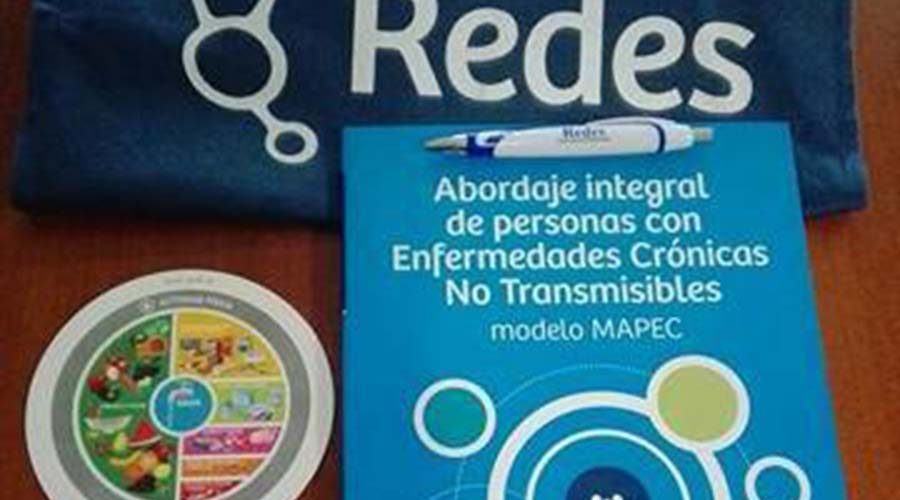 Redes
Redes
Abordaje integral
de personas con
Enfermedades Crónicas
No Transmisibles
modelo MAPEC